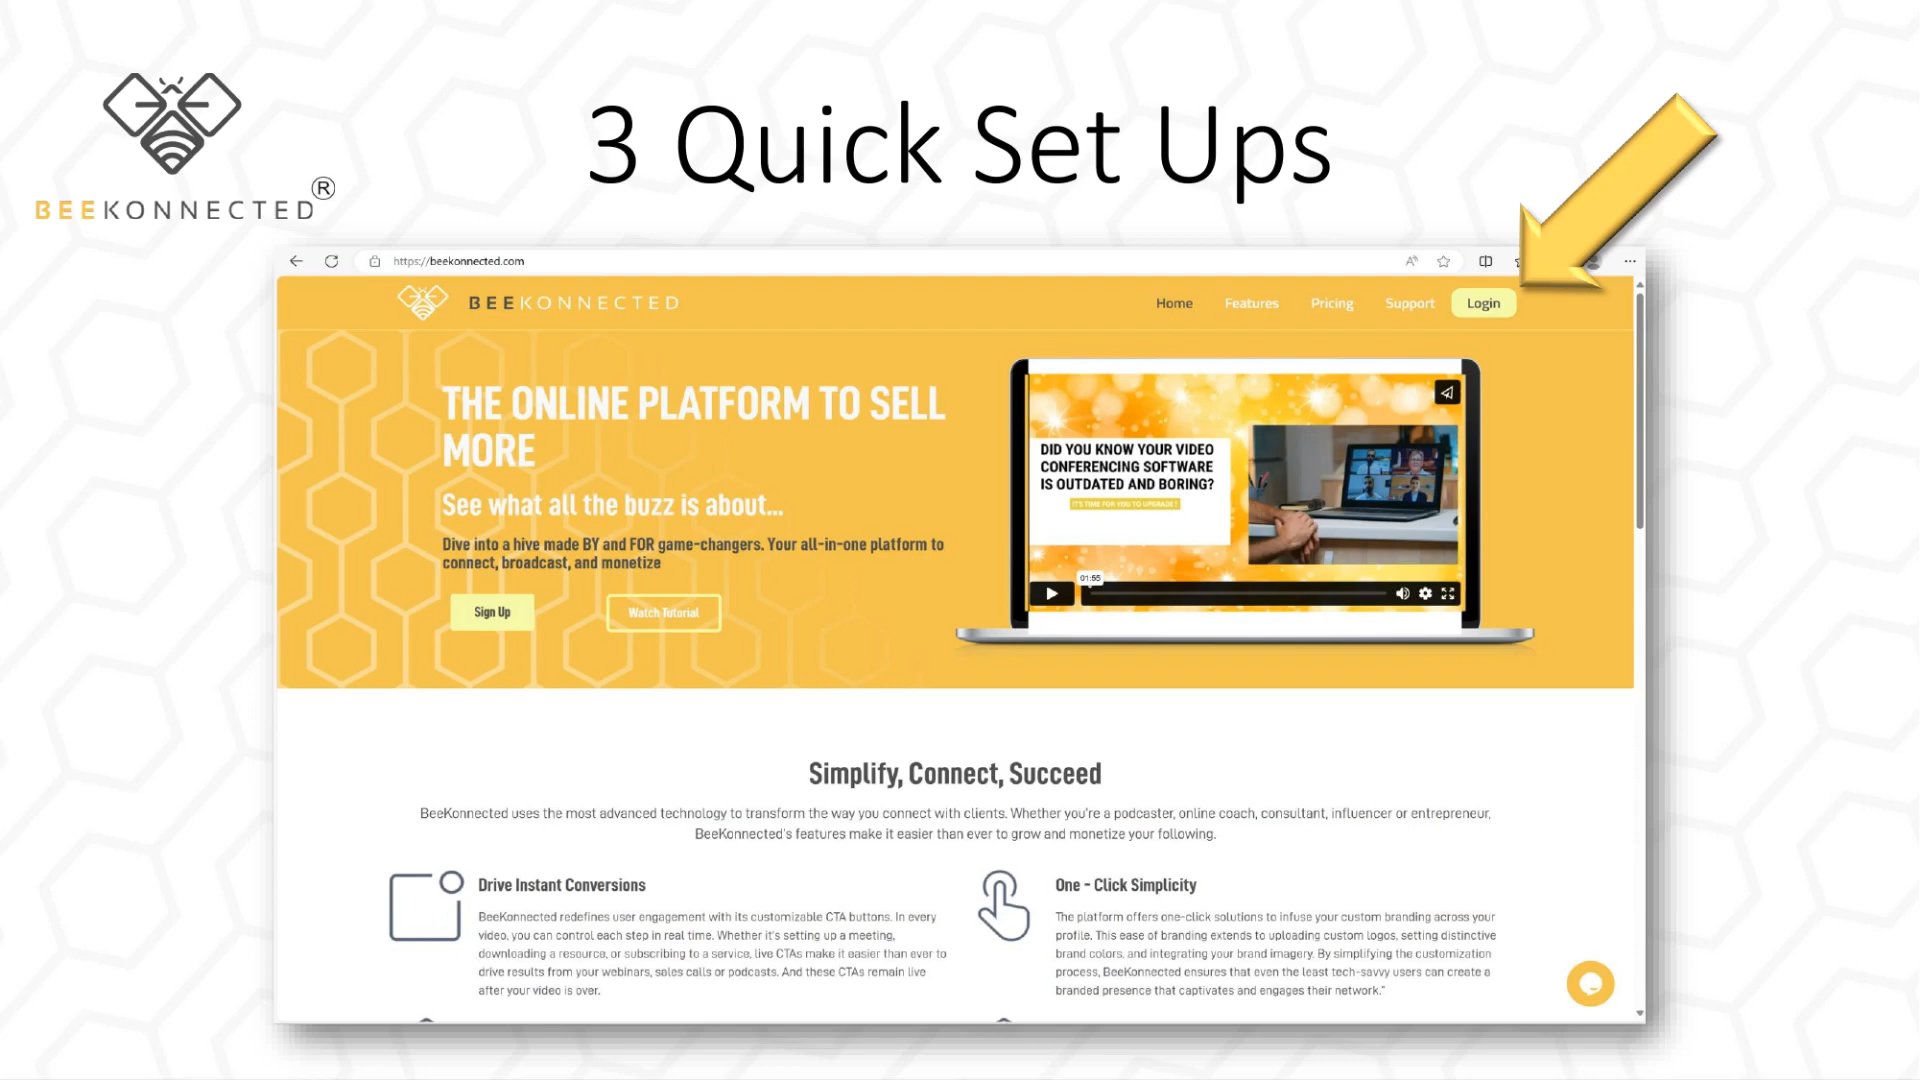 3 Quick Set Ups
BEEKONNECTED®
https://beekonnected.com
BEEKONNECTED
Home Features Pricing Support Login
THE ONLINE PLATFORM TO SELL
MORE
See what all the buzz is about...
Dive into a hive made BY and FOR game-changers. Your all-in-one platform to
connect, broadcast, and monetize
Sign Up
Watch Tutorial
DID YOU KNOW YOUR VIDEO
CONFERENCING SOFTWARE
IS OUTDATED AND BORING?
IT'S TIME FOR YOU TO UPGRADE!
01:55
Simplify, Connect, Succeed
BeeKonnected uses the most advanced technology to transform the way you connect with clients. Whether you're a podcaster, online coach, consultant, influencer or entrepreneur,
BeeKonnected's features make it easier than ever to grow and monetize your following.
Drive Instant Conversions
BeeKonnected redefines user engagement with its customizable CTA buttons. In every
video, you can control each step in real time. Whether it's setting up a meeting,
downloading a resource, or subscribing to a service, live CTAs make it easier than ever to
drive results from your webinars, sales calls or podcasts. And these CTAs remain live
after your video is over.
One - Click Simplicity
The platform offers one-click solutions to infuse your custom branding across your
profile. This ease of branding extends to uploading custom logos, setting distinctive
brand colors, and integrating your brand imagery. By simplifying the customization
process, BeeKonnected ensures that even the least tech-savvy users can create a
branded presence that captivates and engages their network."